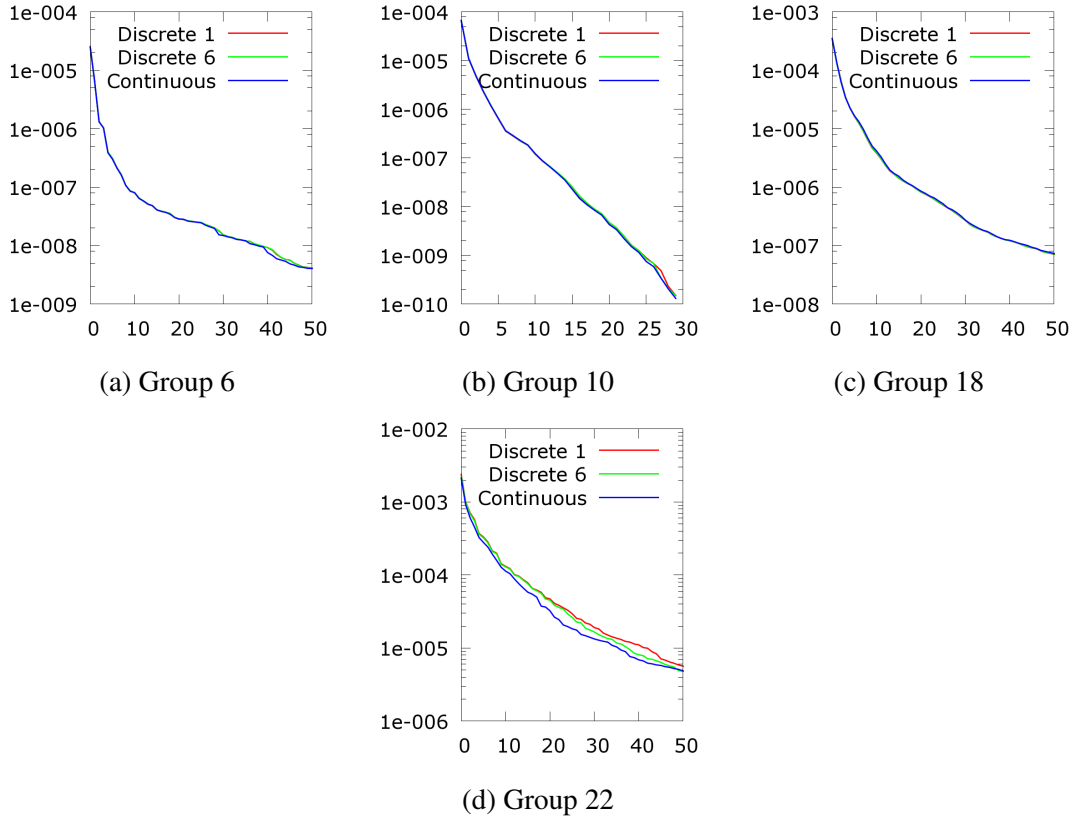 1e-004
1e-005
1e-006
1e-007
1e-008
1e-009
Discrete 1
Discrete 6
Continuous
0 10 20 30 40 50
(a) Group 6
1e-004
1e-005
1e-006
1e-007
1e-008
1e-009
1e-010
Discrete 1
Discrete 6
Continuous
0 5 10 15 20 25 30
(b) Group 10
1e-003
1e-004
1e-005
1e-006
1e-007
1e-008
Discrete 1
Discrete 6
Continuous
0 10 20 30 40 50
(c) Group 18
1e-002
1e-003
1e-004
1e-005
1e-006
Discrete 1
Discrete 6
Continuous
0 10 20 30 40 50
(d) Group 22